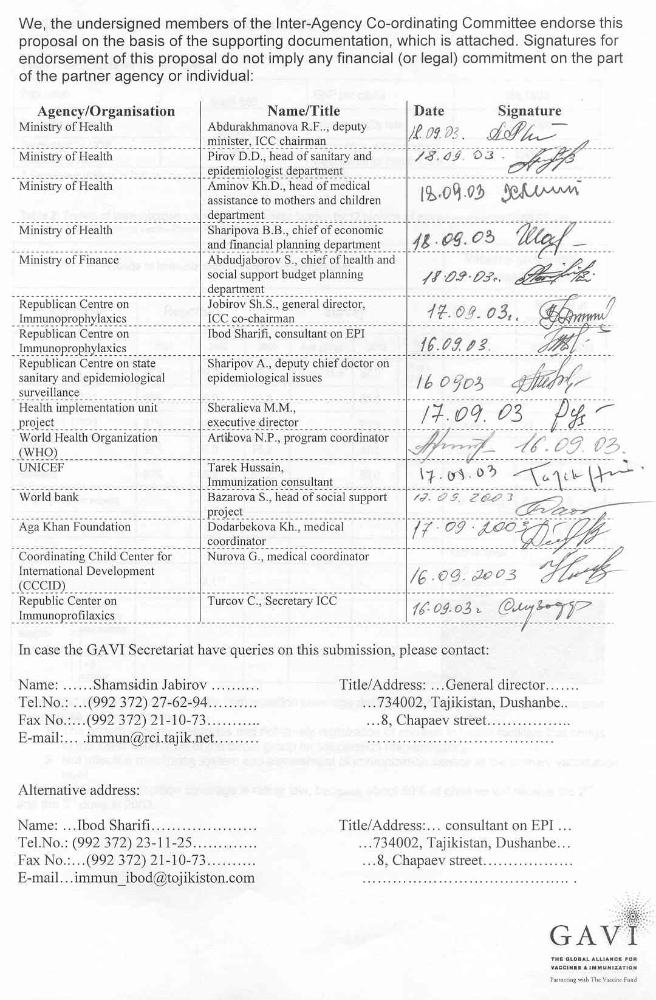 We, the undersigned members of the Inter-Agency Co-ordinating Committee endorse this
proposal on the basis of the supporting documentation, which is attached. Signatures for
endorsement of this proposal do not imply any financial (or legal) commitment on the part
of the partner agency or individual:
Agency/Organisation Name/Title Date Signature
Ministry of Health Abdurakhmanova R.F.., deputy
minister, ICC chairman 18.09.03.
Ministry of Health Pirov D.D., head of sanitary and 18.09.03.
epidemiologist department
Ministry of Health Aminov Kh.D., head of medical
assistance to mothers and children 18.09.03
department
Ministry of Health Sharipova B.B., chief of economic
and financial planning department 18.09.03
Ministry of Finance Abdudjaborov S., chief of health and
social support budget planning 18.09.03г.
department
Republican Centre on Jobirov Sh.S., general director,
Immunoprophylaxics ICC co-chairman 17.09.03г.
Republican Centre on Ibod Sharifi, consultant on EPI
Immunoprophylaxics 16.09.03.
Republican Centre on state Sharipov A., deputy chief doctor on
sanitary and epidemiological epidemiological issues 16 0903
surveillance
Health implementation unit Sheralieva M.M.,
project executive director 17.09.03
World Health Organization Articova N.P., program coordinator
(WHO) 16.09.03.
UNICEF Tarek Hussain, 17.09.03
Immunization consultant
World bank Bazarova S., head of social support 17.09.2003
project
Aga Khan Foundation Dodarbekova Kh., medical 17.09.2003
coordinator
Coordinating Child Center for Nurova G., medical coordinator
International Development 16.09.2003
(CCCID)
Republic Center on Turcov C., Secretary ICC
Immunoprofilaxics 16.09.03г
In case the GAVI Secretariat have queries on this submission, please contact:
Name: ……Shamsidin Jabirov ………. Title/Address: …General director…….
Tel.No.: …(992 372) 27-62-94………. …734002, Tajikistan, Dushanbe..
Fax No.:…(992 372) 21-10-73……….. …8, Chapaev street……………..
E-mail: …immun@rci.tajik.net…………. ……………………………………
Alternative address:
Name: …Ibod Sharifi…………………. Title/Address:… consultant on EPI …
Tel.No.: (992 372) 23-11-25…………. …734002, Tajikistan, Dushanbe…
Fax No.:…(992 372) 21-10-73………. …8, Chapaev street………………
E-mail…immun_ibod@tojikiston.com …………………………………… .
GAVI
THE GLOBAL ALLIANCE FOR
VACCINES & IMMUNIZATION
Partnering with The Vaccine Fund